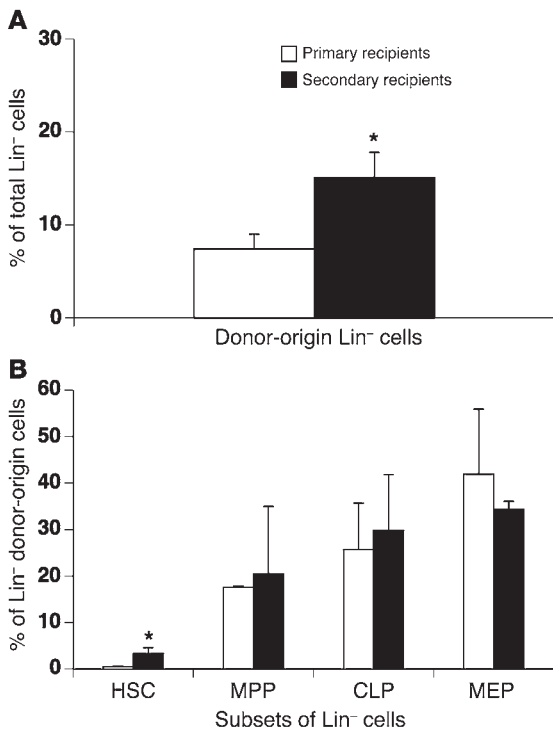 A
30
20
10
0
% of total Lin⁻ cells
Primary recipients
Secondary recipients
*
Donor-origin Lin⁻ cells
B
60
50
40
30
20
10
0
% of Lin⁻ donor-origin cells
*
HSC MPP CLP MEP
Subsets of Lin⁻ cells